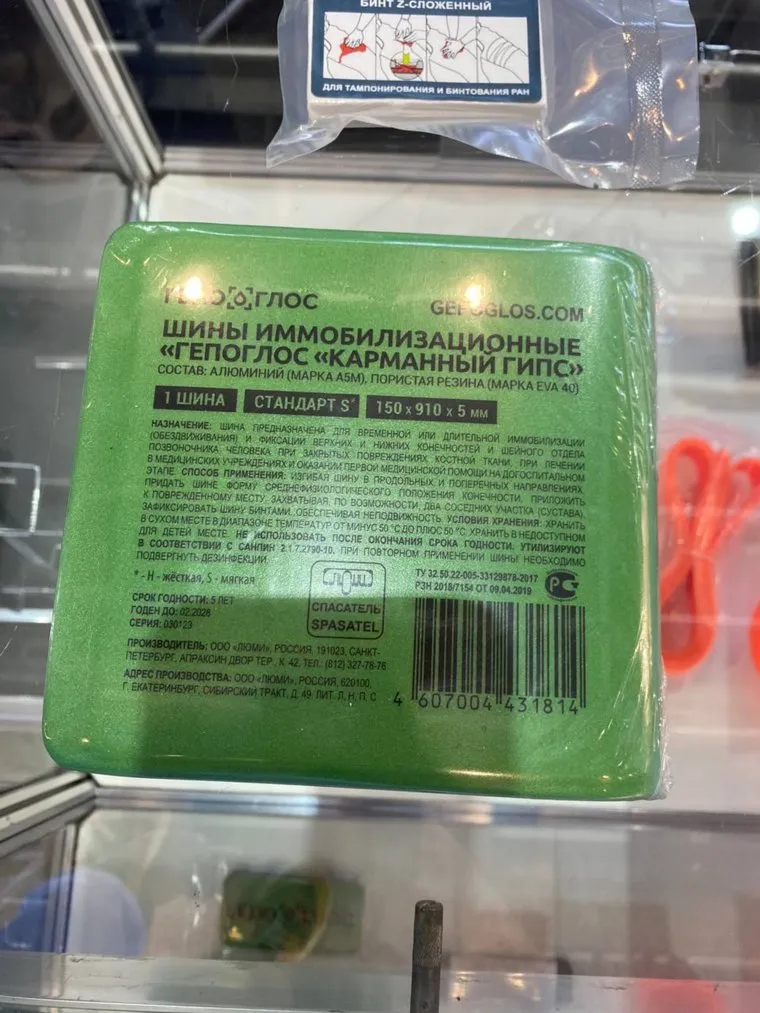 БИНТ Z-СЛОЖЕННЫЙ
ДЛЯ ТАМПОНИРОВАНИЯ И БИНТОВАНИЯ РАН
ГЕПОГЛОС
GEPOGLOS.COM
ШИНЫ ИММОБИЛИЗАЦИОННЫЕ
«ГЕПОГЛОС «КАРМАННЫЙ ГИПС»
СОСТАВ: АЛЮМИНИЙ (МАРКА А5М), ПОРИСТАЯ РЕЗИНА (МАРКА EVA 40)
1 ШИНА СТАНДАРТ S* 150 х 910 х 5 мм
НАЗНАЧЕНИЕ: ШИНА ПРЕДНАЗНАЧЕНА ДЛЯ ВРЕМЕННОЙ ИЛИ ДЛИТЕЛЬНОЙ ИММОБИЛИЗАЦИИ
(ОБЕЗДВИЖИВАНИЯ) И ФИКСАЦИИ ВЕРХНИХ И НИЖНИХ КОНЕЧНОСТЕЙ И ШЕЙНОГО ОТДЕЛА
ПОЗВОНОЧНИКА ЧЕЛОВЕКА ПРИ ЗАКРЫТЫХ ПОВРЕЖДЕНИЯХ КОСТНОЙ ТКАНИ, ПРИ ЛЕЧЕНИИ
В МЕДИЦИНСКИХ УЧРЕЖДЕНИЯХ И ОКАЗАНИИ ПЕРВОЙ МЕДИЦИНСКОЙ ПОМОЩИ НА ДОГОСПИТАЛЬНОМ
ЭТАПЕ. СПОСОБ ПРИМЕНЕНИЯ: ИЗГИБАЯ ШИНУ В ПРОДОЛЬНЫХ И ПОПЕРЕЧНЫХ НАПРАВЛЕНИЯХ,
ПРИДАТЬ ШИНЕ ФОРМУ СРЕДНЕФИЗИОЛОГИЧЕСКОГО ПОЛОЖЕНИЯ КОНЕЧНОСТИ, ПРИЛОЖИТЬ
К ПОВРЕЖДЕННОМУ МЕСТУ, ЗАХВАТЫВАЯ, ПО ВОЗМОЖНОСТИ, ДВА СОСЕДНИХ УЧАСТКА (СУСТАВА),
ЗАФИКСИРОВАТЬ ШИНУ БИНТАМИ, ОБЕСПЕЧИВАЯ НЕПОДВИЖНОСТЬ. УСЛОВИЯ ХРАНЕНИЯ: ХРАНИТЬ
В СУХОМ МЕСТЕ В ДИАПАЗОНЕ ТЕМПЕРАТУР ОТ МИНУС 50 °С ДО ПЛЮС 50 °С, ХРАНИТЬ В НЕДОСТУПНОМ
ДЛЯ ДЕТЕЙ МЕСТЕ. НЕ ИСПОЛЬЗОВАТЬ ПОСЛЕ ОКОНЧАНИЯ СРОКА ГОДНОСТИ. УТИЛИЗИРУЮТ
В СООТВЕТСТВИИ С САНПИН 2.1.7.2790-10. ПРИ ПОВТОРНОМ ПРИМЕНЕНИИ ШИНЫ НЕОБХОДИМО
ПОДВЕРГНУТЬ ДЕЗИНФЕКЦИИ.
* - H - жёсткая, S - мягкая
СРОК ГОДНОСТИ: 5 ЛЕТ
ГОДЕН ДО: 02.2028
СЕРИЯ: 030123
люми
СПАСАТЕЛЬ
SPASATEL
ТУ 32.50.22-005-33129878-2017
РЗН 2018/7154 ОТ 09.04.2019
ПРОИЗВОДИТЕЛЬ: ООО «ЛЮМИ», РОССИЯ, 191023, САНКТ-
ПЕТЕРБУРГ, АПРАКСИН ДВОР ТЕР., К. 42, ТЕЛ.: (812) 327-78-76
АДРЕС ПРОИЗВОДСТВА: ООО «ЛЮМИ», РОССИЯ, 620100,
Г. ЕКАТЕРИНБУРГ, СИБИРСКИЙ ТРАКТ, Д. 49, ЛИТ. Л, Н, П, С
4 607004 431814